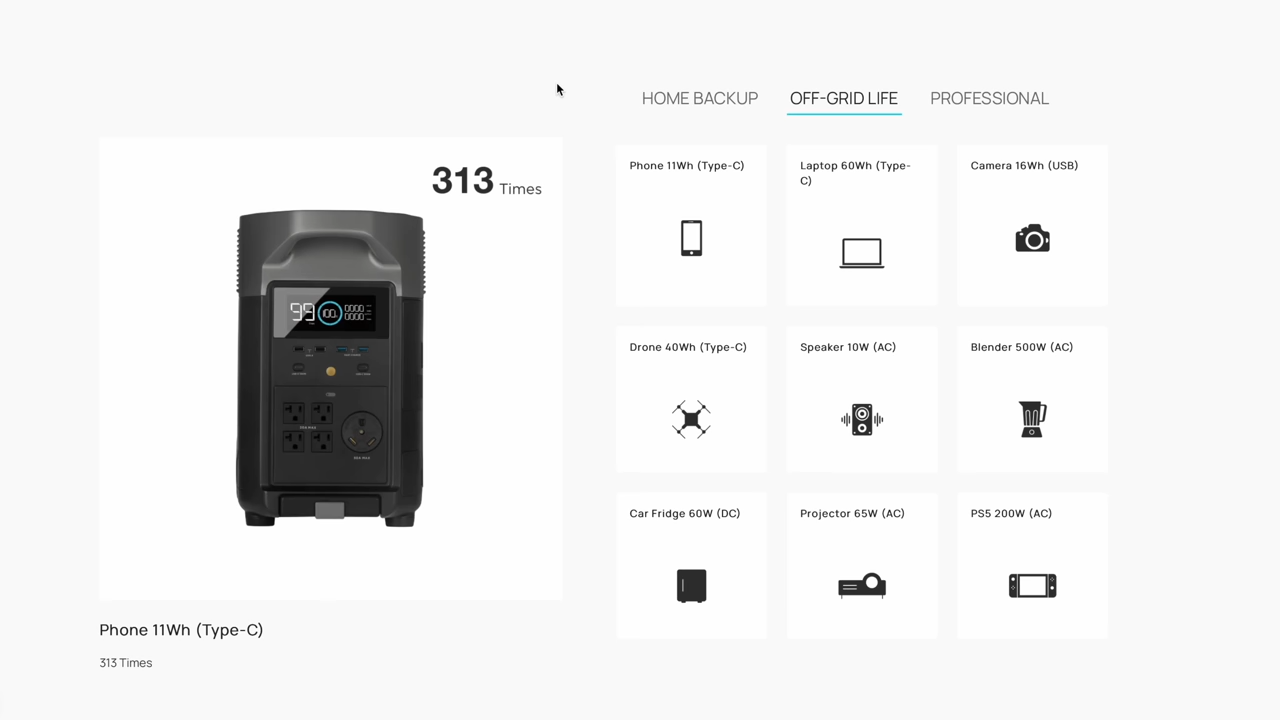 HOME BACKUP
OFF-GRID LIFE
PROFESSIONAL
313 Times
99
100
Phone 11Wh (Type-C)
313 Times
Phone 11Wh (Type-C)
Laptop 60Wh (Type-
C)
Camera 16Wh (USB)
Drone 40Wh (Type-C)
Speaker 10W (AC)
Blender 500W (AC)
Car Fridge 60W (DC)
Projector 65W (AC)
PS5 200W (AC)